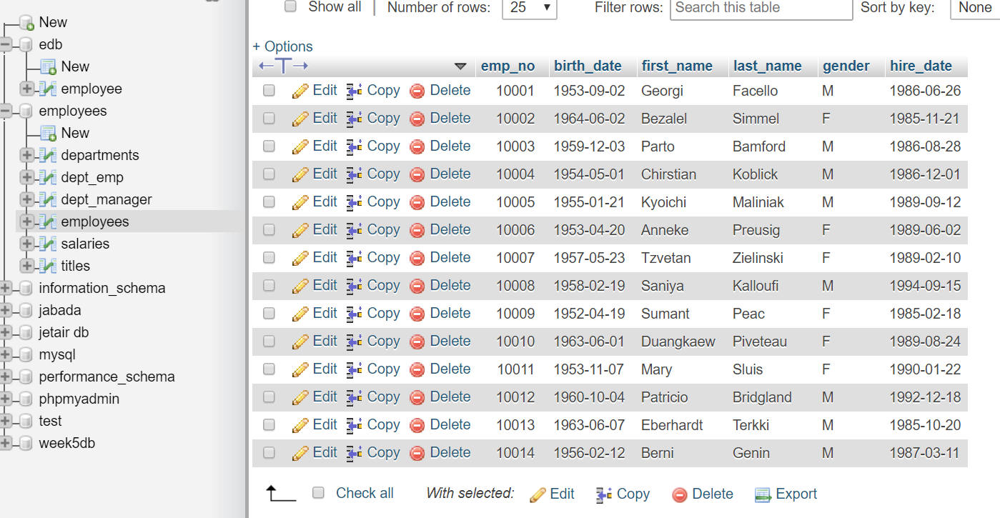 New
edb
New
employee
employees
New
departments
dept_emp
dept_manager
employees
salaries
titles
information_schema
jabada
jetair db
mysql
performance_schema
phpmyadmin
test
week5db
Show all | Number of rows: 25 Filter rows: Search this table Sort by key: None
+ Options
emp_no birth_date first_name last_name gender hire_date
Edit Copy Delete 10001 1953-09-02 Georgi Facello M 1986-06-26
Edit Copy Delete 10002 1964-06-02 Bezalel Simmel F 1985-11-21
Edit Copy Delete 10003 1959-12-03 Parto Bamford M 1986-08-28
Edit Copy Delete 10004 1954-05-01 Chirstian Koblick M 1986-12-01
Edit Copy Delete 10005 1955-01-21 Kyoichi Maliniak M 1989-09-12
Edit Copy Delete 10006 1953-04-20 Anneke Preusig F 1989-06-02
Edit Copy Delete 10007 1957-05-23 Tzvetan Zielinski F 1989-02-10
Edit Copy Delete 10008 1958-02-19 Saniya Kalloufi M 1994-09-15
Edit Copy Delete 10009 1952-04-19 Sumant Peac F 1985-02-18
Edit Copy Delete 10010 1963-06-01 Duangkaew Piveteau F 1989-08-24
Edit Copy Delete 10011 1953-11-07 Mary Sluis F 1990-01-22
Edit Copy Delete 10012 1960-10-04 Patricio Bridgland M 1992-12-18
Edit Copy Delete 10013 1963-06-07 Eberhardt Terkki M 1985-10-20
Edit Copy Delete 10014 1956-02-12 Berni Genin M 1987-03-11
Check all With selected: Edit Copy Delete Export